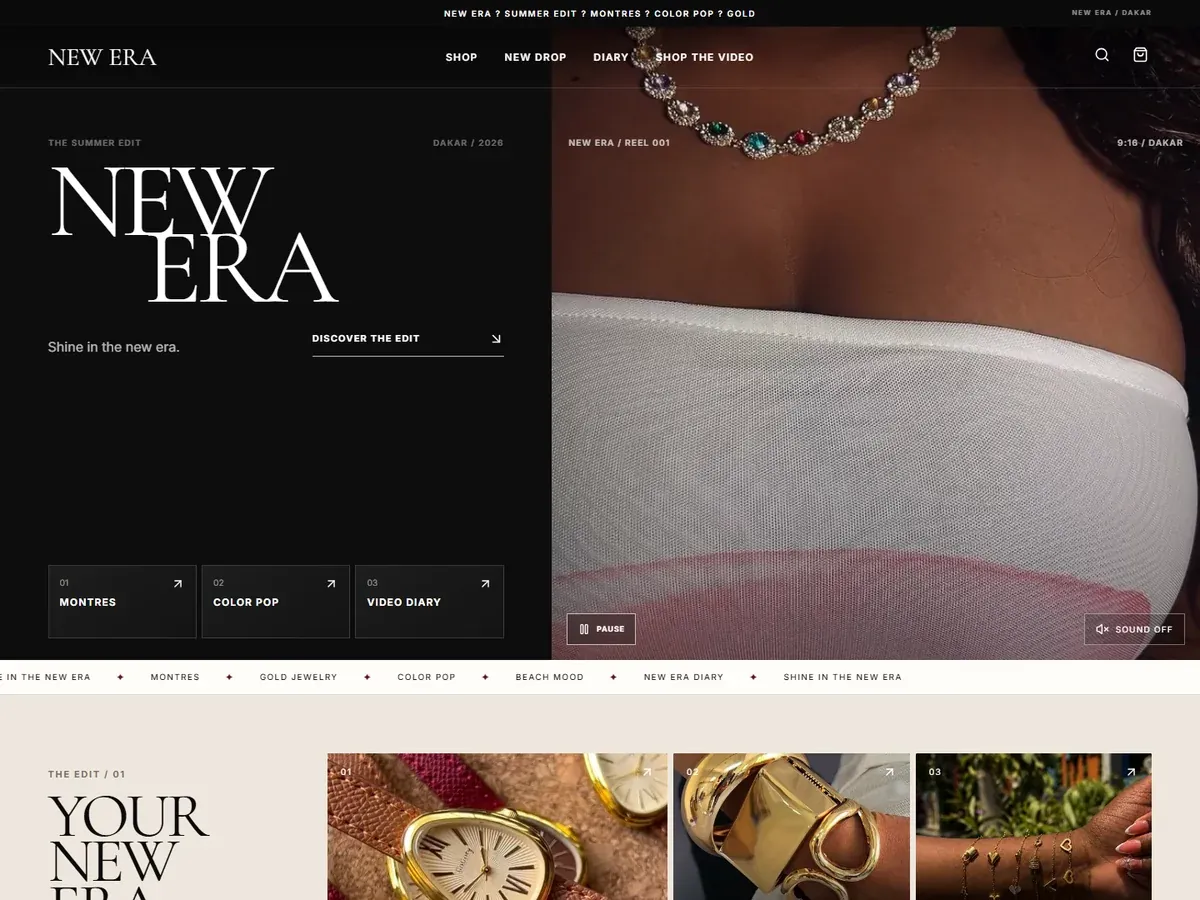 NEW ERA ? SUMMER EDIT ? MONTRES ? COLOR POP ? GOLD
NEW ERA / DAKAR
NEW ERA
SHOP
NEW DROP
DIARY
SHOP THE VIDEO
THE SUMMER EDIT
DAKAR / 2026
NEW
ERA
Shine in the new era.
DISCOVER THE EDIT
NEW ERA / REEL 001
9:16 / DAKAR
01
MONTRES
02
COLOR POP
03
VIDEO DIARY
PAUSE
SOUND OFF
E IN THE NEW ERA ✦ MONTRES ✦ GOLD JEWELRY ✦ COLOR POP ✦ BEACH MOOD ✦ NEW ERA DIARY ✦ SHINE IN THE NEW ERA
THE EDIT / 01
YOUR
NEW
ERA
01
02
03